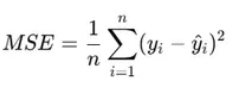 MSE = \frac{1}{n} \sum_{i=1}^{n} (y_i - \hat{y}_i)^2